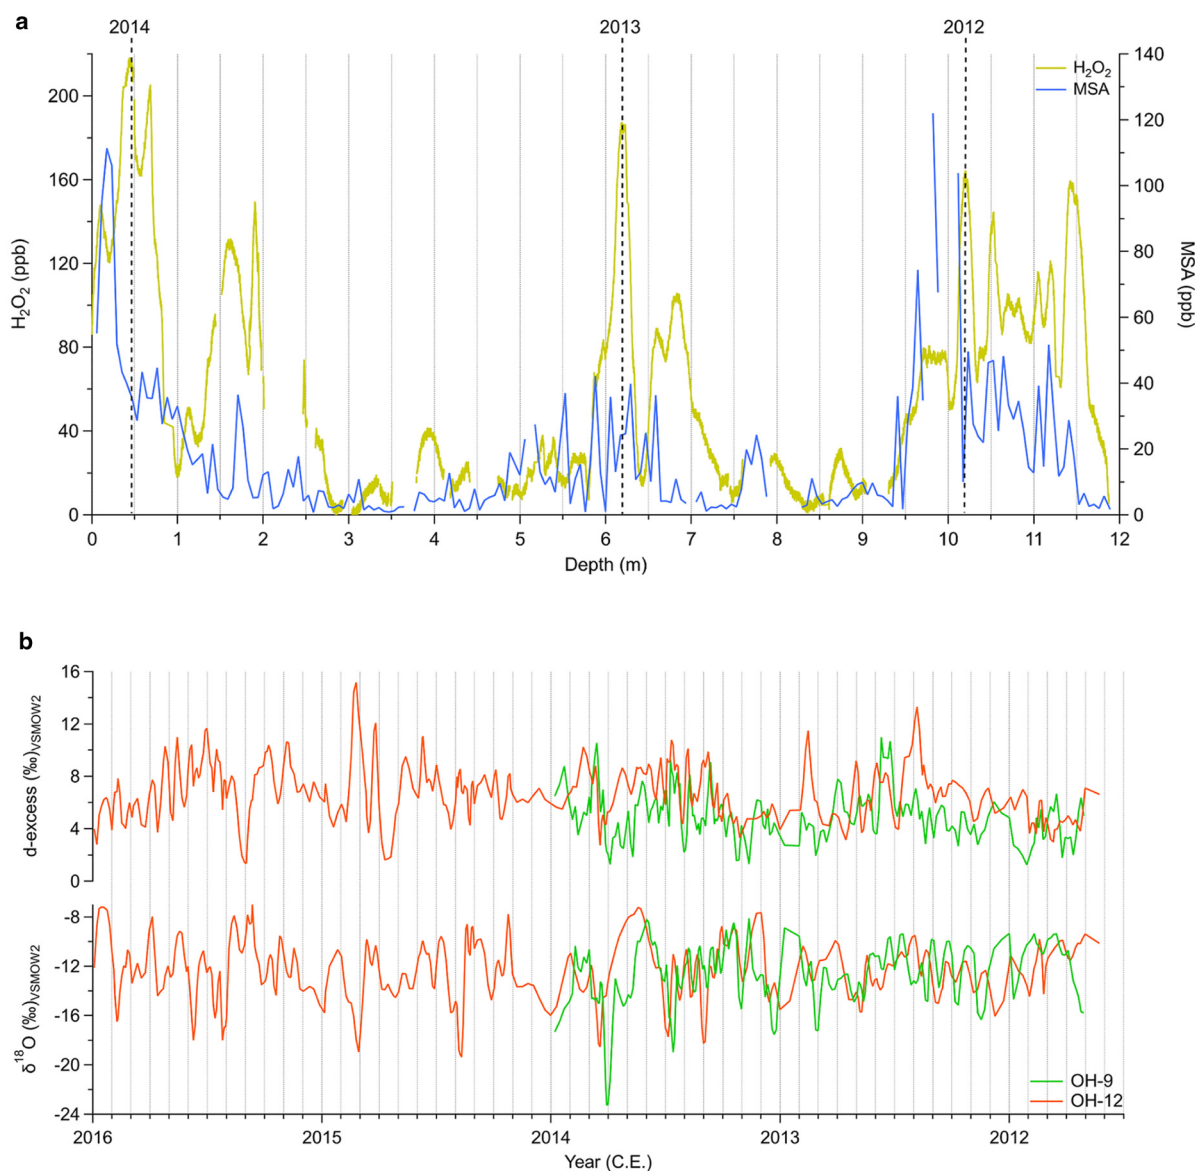 a
2014 2013 2012
H₂O₂
MSA
200
160
120
80
40
0
H₂O₂ (ppb)
140
120
100
80
60
40
20
0
MSA (ppb)
0 1 2 3 4 5 6 7 8 9 10 11 12
Depth (m)
b
16
12
8
4
0
d-excess (‰)VSMOW2
-8
-12
-16
-20
-24
δ¹⁸O (‰)VSMOW2
OH-9
OH-12
2016 2015 2014 2013 2012
Year (C.E.)